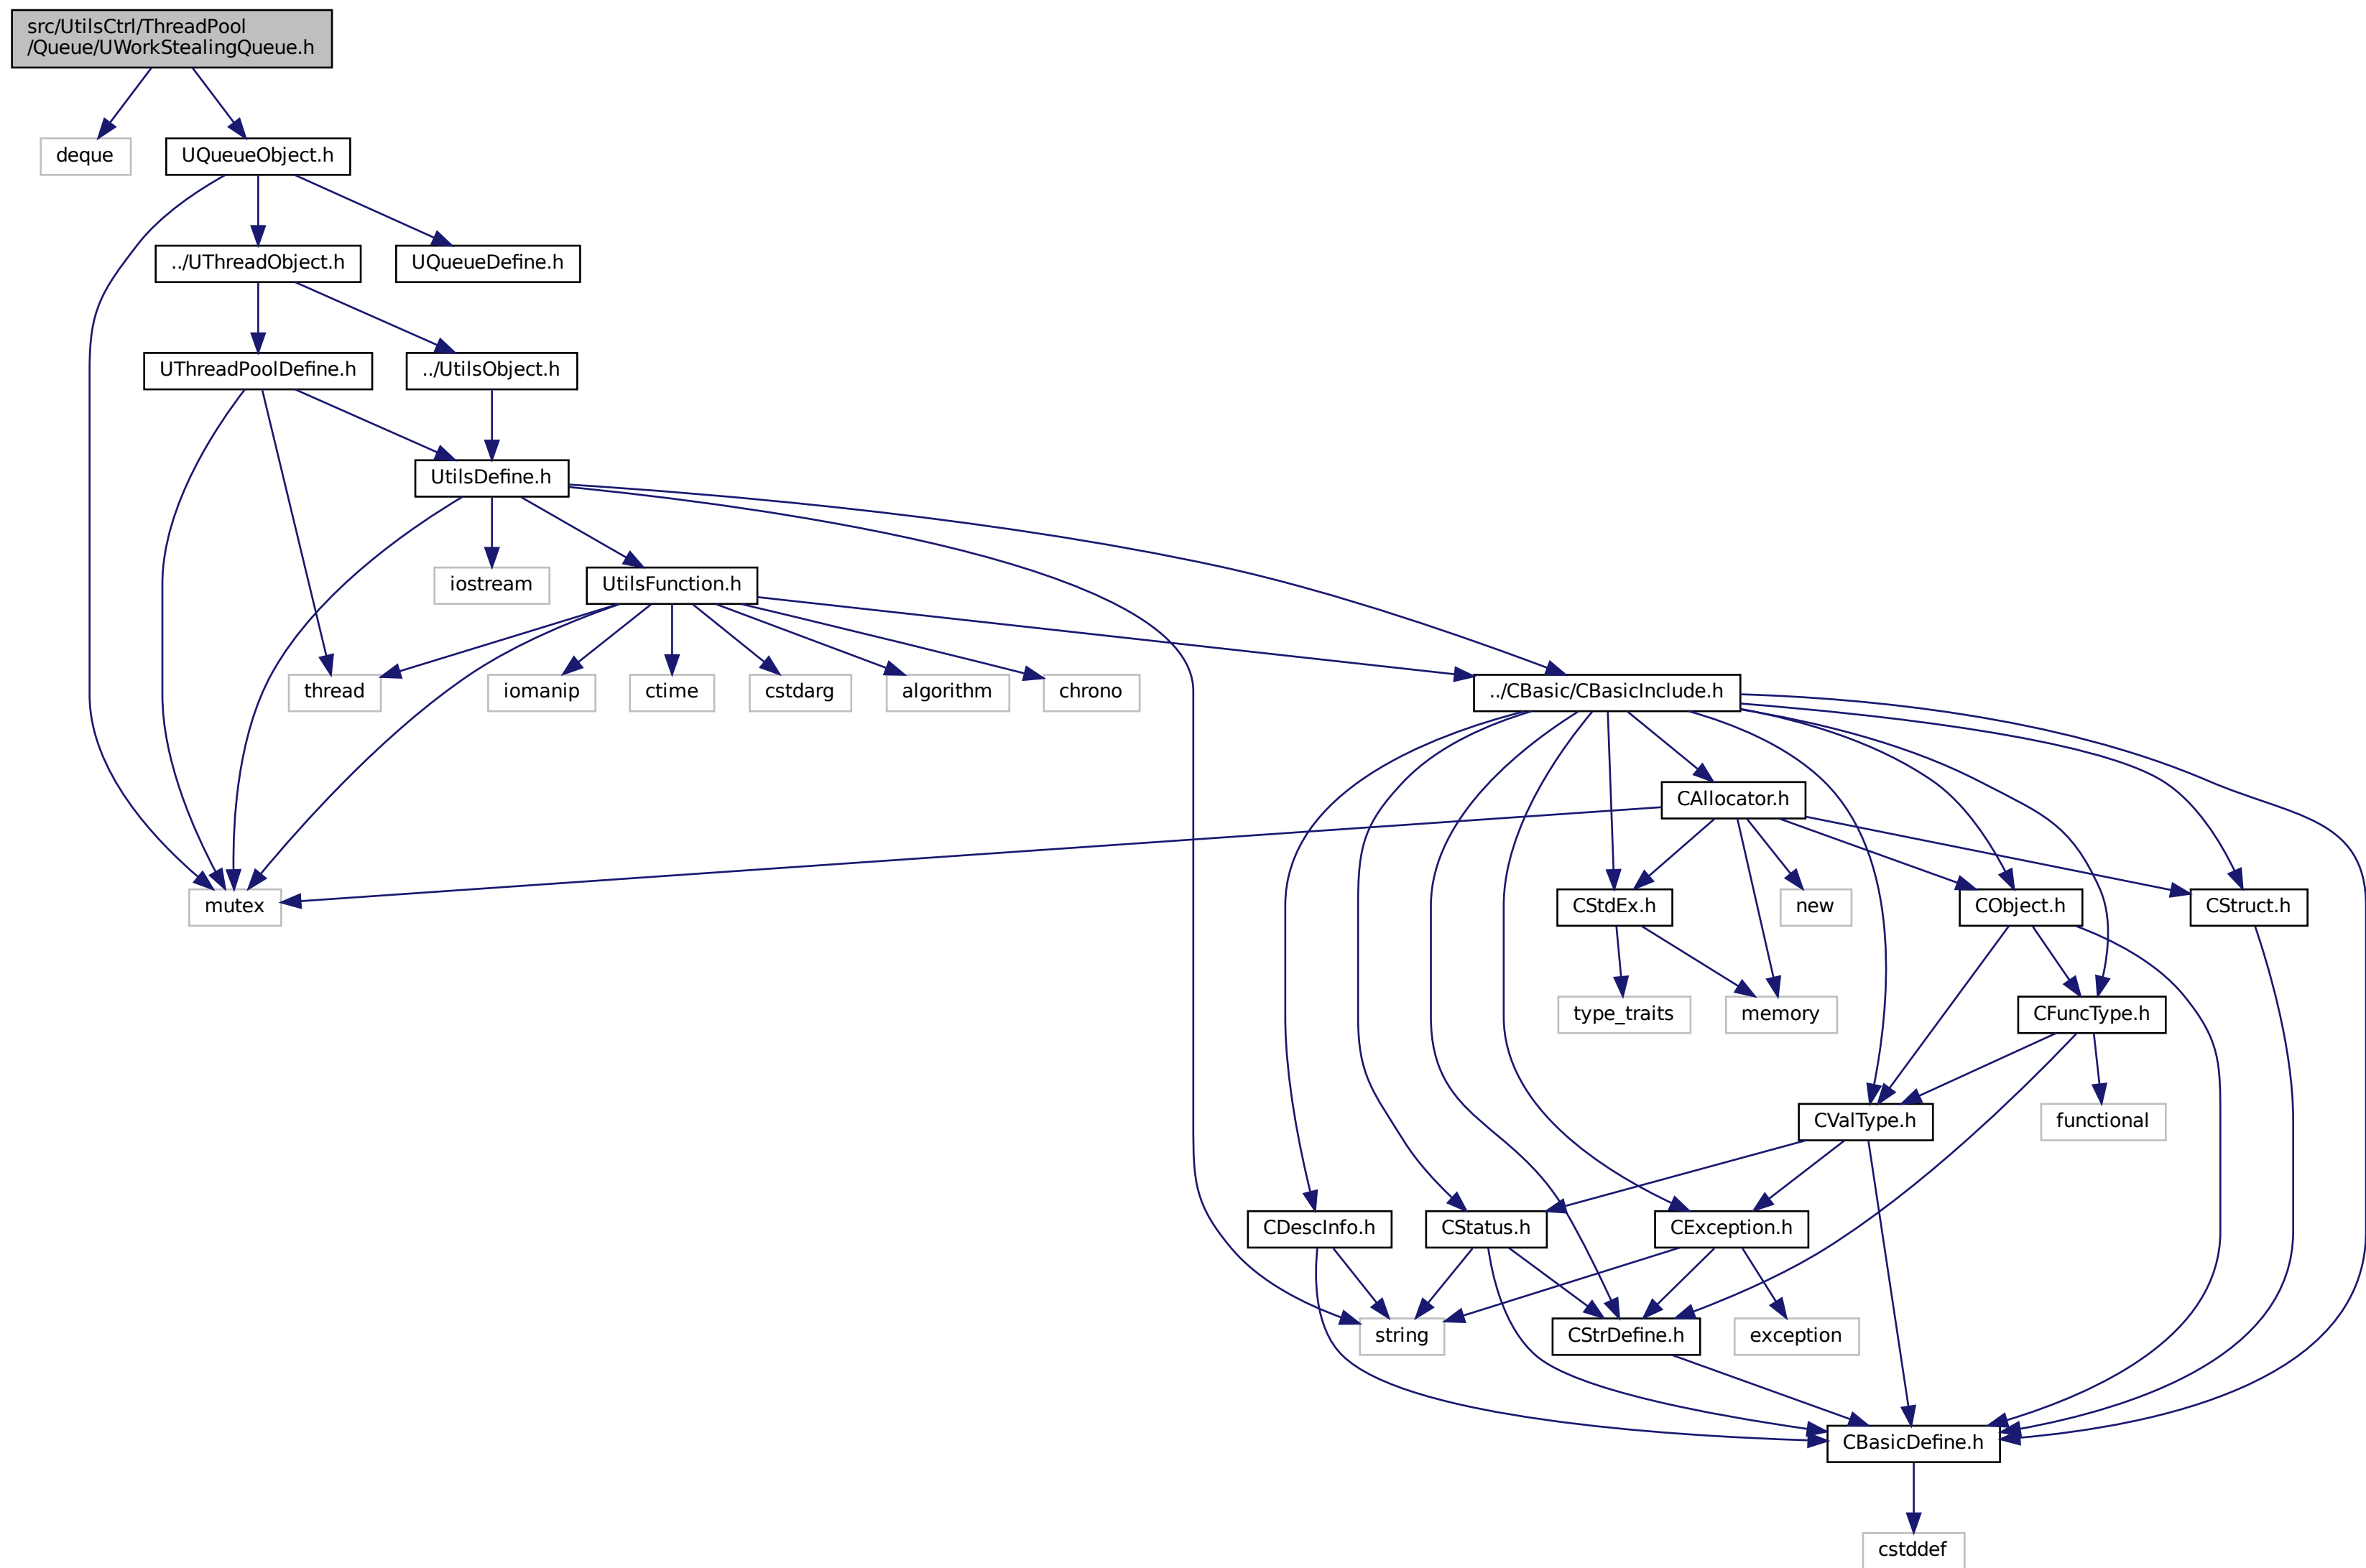 src/UtilsCtrl/ThreadPool
/Queue/UWorkStealingQueue.h
deque
UQueueObject.h
../UThreadObject.h
UQueueDefine.h
UThreadPoolDefine.h
../UtilsObject.h
UtilsDefine.h
iostream
UtilsFunction.h
thread
iomanip
ctime
cstdarg
algorithm
chrono
../CBasic/CBasicInclude.h
CAllocator.h
mutex
CStdEx.h
new
CObject.h
CStruct.h
type_traits
memory
CFuncType.h
CValType.h
functional
CDescInfo.h
CStatus.h
CException.h
string
CStrDefine.h
exception
CBasicDefine.h
cstddef